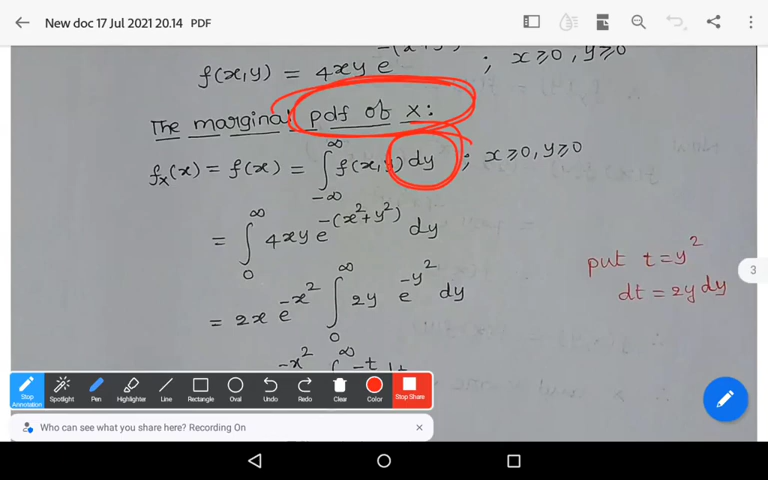 New doc 17 Jul 2021 20.14 PDF
f(x,y) = 4xy e^-(x²+y²) ; x≥0, y≥0
The marginal pdf of x:
fₓ(x) = f(x) = ∫_{-∞}^{∞} f(x,y) dy ; x≥0, y≥0
= ∫_0^∞ 4xy e^-(x²+y²) dy
put t=y²
dt = 2y dy
= 2x e^-x² ∫_0^∞ 2y e^-y² dy
-x² ∞ -t dt
3
Stop Annotation Spotlight Pen Highlighter Line Rectangle Oval Undo Redo Clear Color Stop Share
Who can see what you share here? Recording On